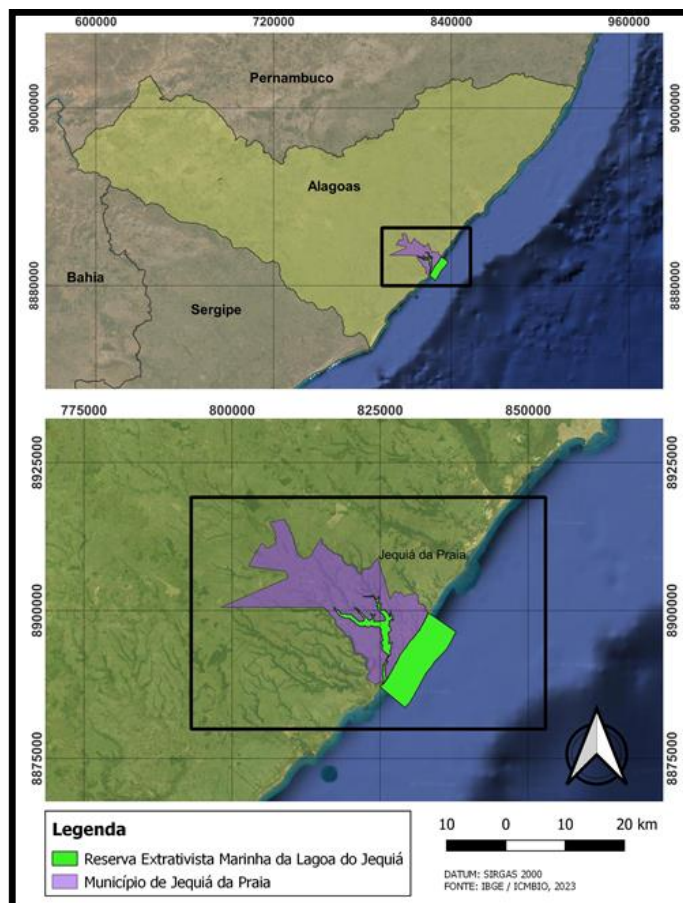 600000 720000 840000 960000
9000000 9000000
Pernambuco
Alagoas
8880000 8880000
Bahia
Sergipe
775000 800000 825000 850000
8925000 8925000
Jequiá da Praia
8900000 8900000
8875000 8875000
Legenda
Reserva Extrativista Marinha da Lagoa do Jequiá
Município de Jequiá da Praia
10 0 10 20 km
DATUM: SIRGAS 2000
FONTE: IBGE / ICMBIO, 2023